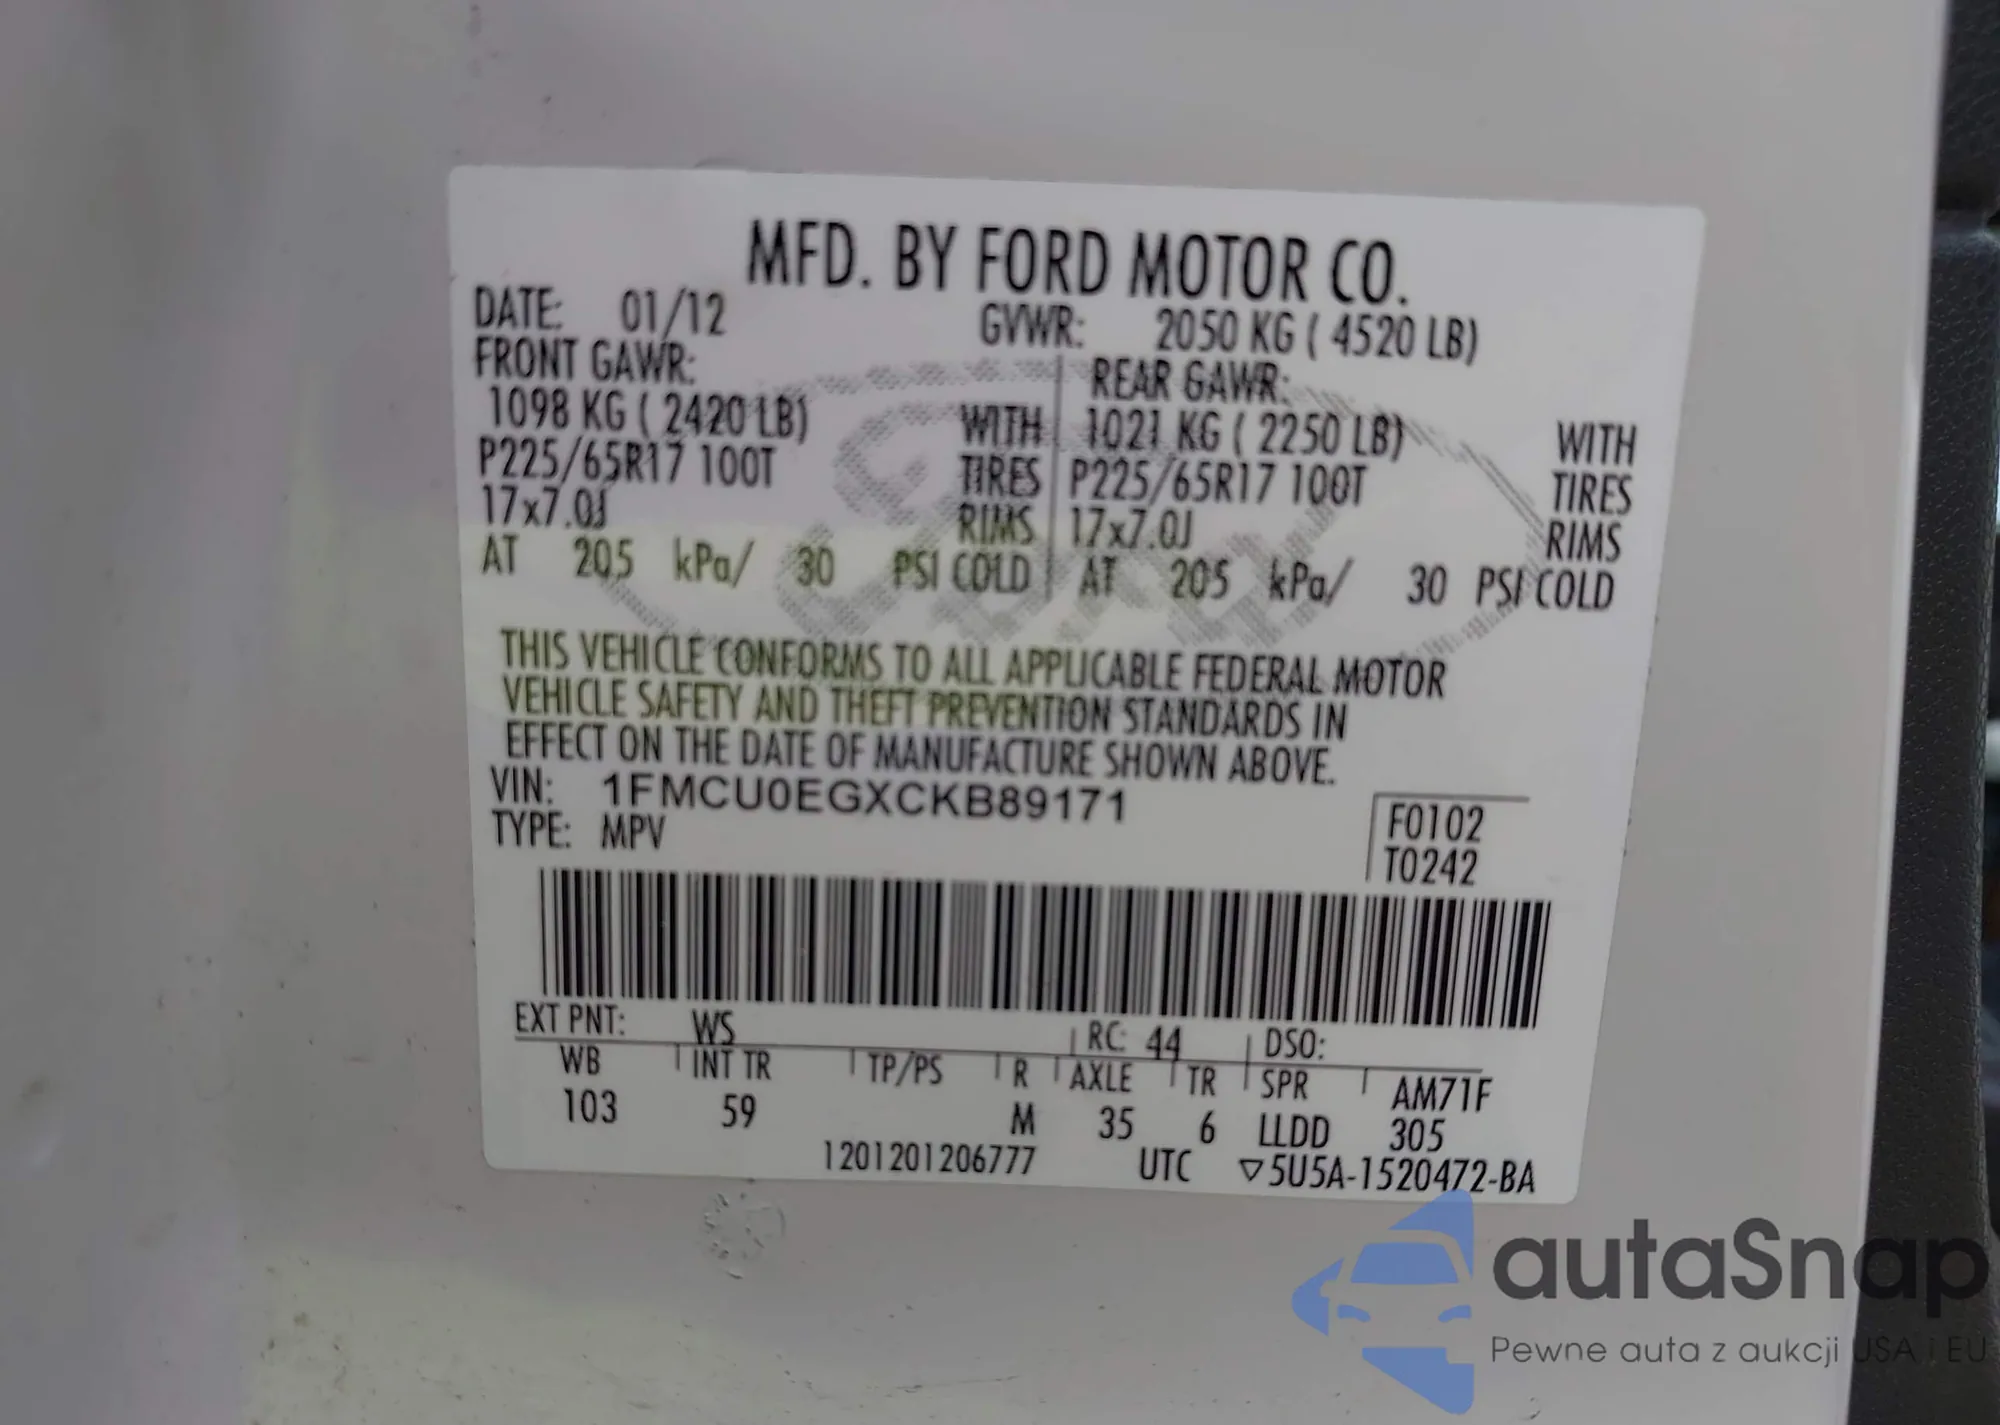 MFD. BY FORD MOTOR CO.
DATE: 01/12 GVWR: 2050 KG ( 4520 LB)
FRONT GAWR: REAR GAWR:
1098 KG ( 2420 LB) WITH 1021 KG ( 2250 LB) WITH
P225/65R17 100T TIRES P225/65R17 100T TIRES
17x7.0J RIMS 17x7.0J RIMS
AT 205 kPa/ 30 PSI COLD AT 205 kPa/ 30 PSI COLD
THIS VEHICLE CONFORMS TO ALL APPLICABLE FEDERAL MOTOR
VEHICLE SAFETY AND THEFT PREVENTION STANDARDS IN
EFFECT ON THE DATE OF MANUFACTURE SHOWN ABOVE.
VIN: 1FMCU0EGXCKB89171 F0102
TYPE: MPV T0242
EXT PNT: WS RC: 44 DSO:
WB INT TR TP/PS R AXLE TR SPR AM71F
103 59 M 35 6 LLDD 305
1201201206777 UTC ▽5U5A-1520472-BA
autaSnap
Pewne auta z aukcji USA i EU